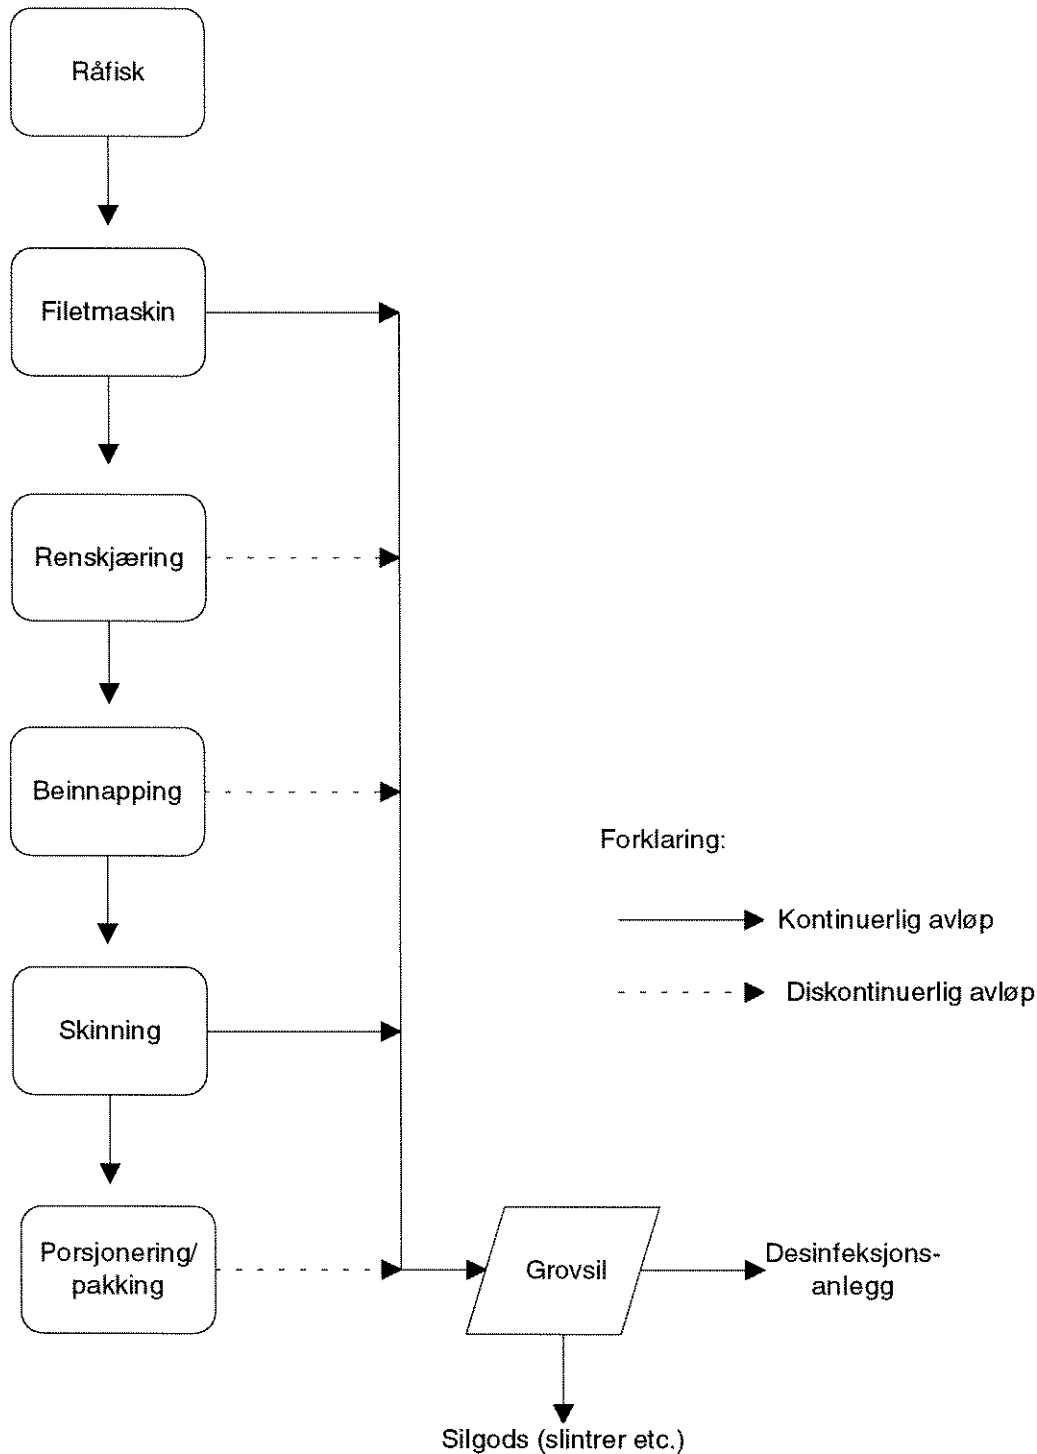 Råfisk
Filetmaskin
Renskjæring
Beinnapping
Forklaring:
Kontinuerlig avløp
Diskontinuerlig avløp
Skinning
Porsjonering/
pakking
Grovsil
Desinfeksjons-
anlegg
Silgods (slintrer etc.)